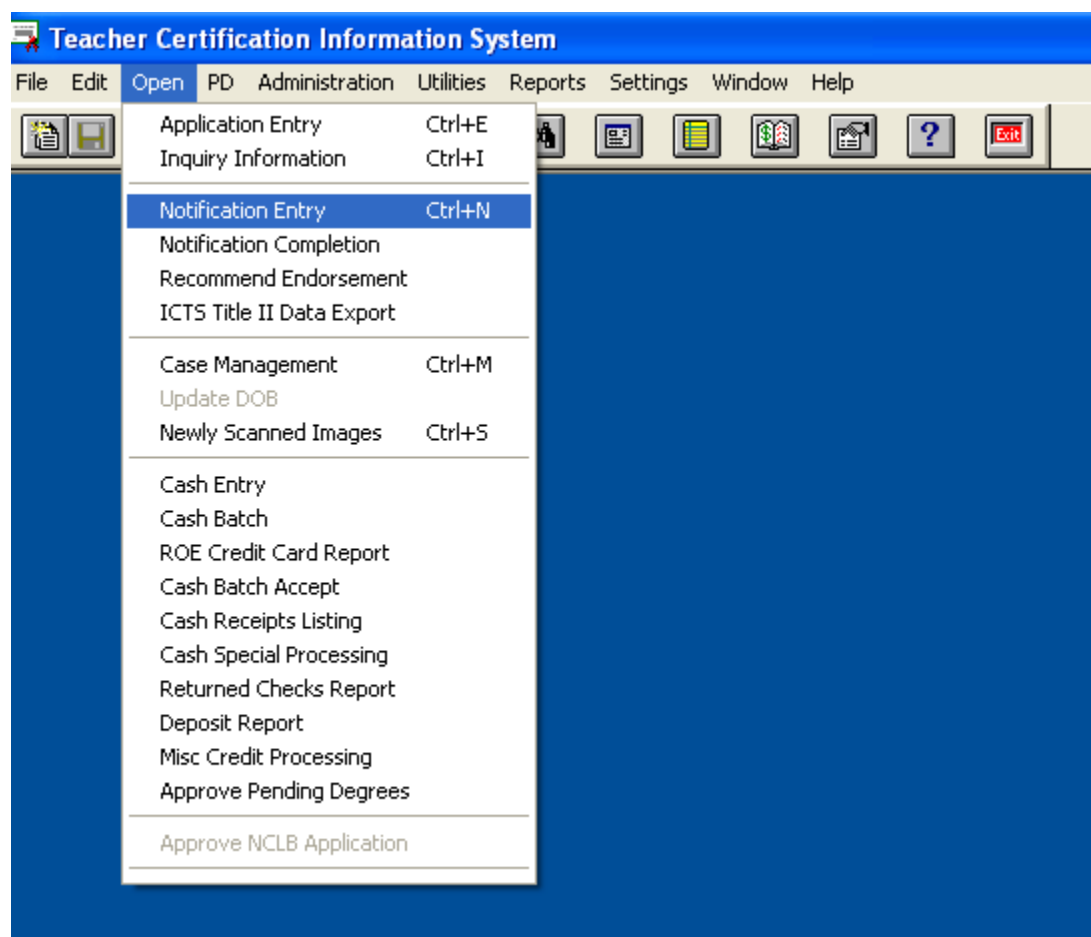 Teacher Certification Information System
File Edit Open PD Administration Utilities Reports Settings Window Help
? Exit
Application Entry Ctrl+E
Inquiry Information Ctrl+I
Notification Entry Ctrl+N
Notification Completion
Recommend Endorsement
ICTS Title II Data Export
Case Management Ctrl+M
Update DOB
Newly Scanned Images Ctrl+S
Cash Entry
Cash Batch
ROE Credit Card Report
Cash Batch Accept
Cash Receipts Listing
Cash Special Processing
Returned Checks Report
Deposit Report
Misc Credit Processing
Approve Pending Degrees
Approve NCLB Application